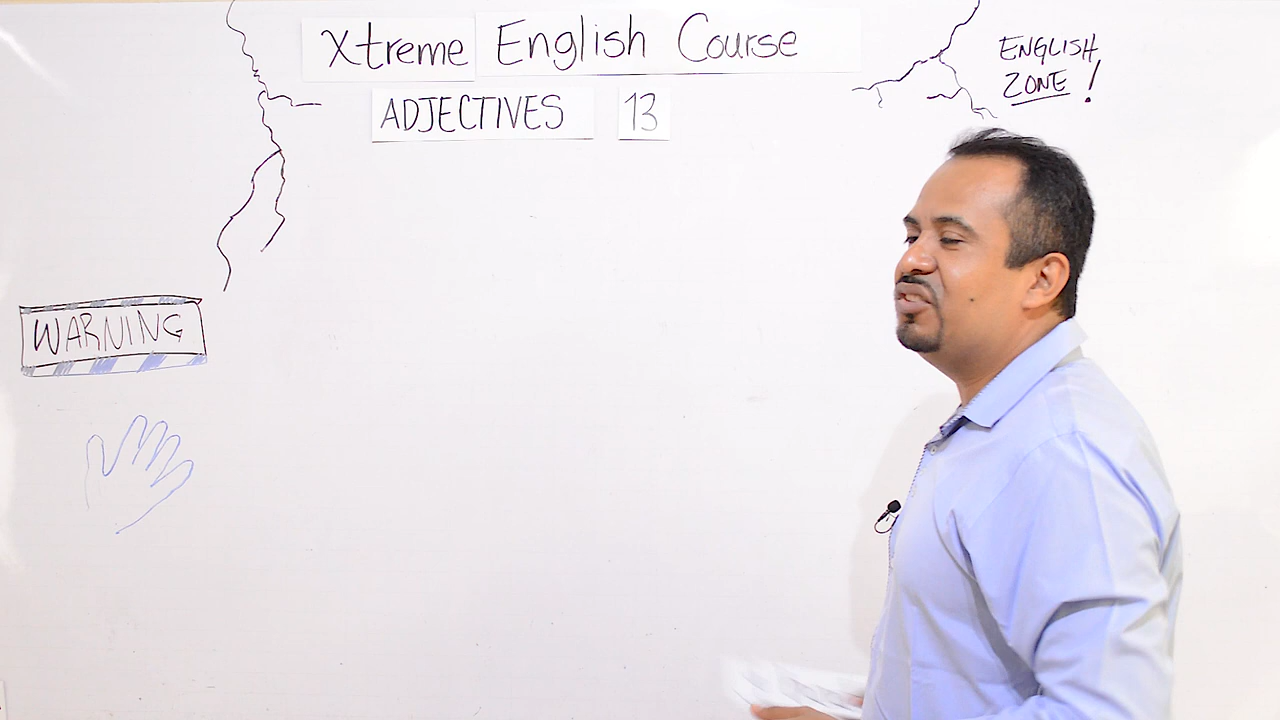 Xtreme English Course
ADJECTIVES 13
ENGLISH
ZONE!
WARNING